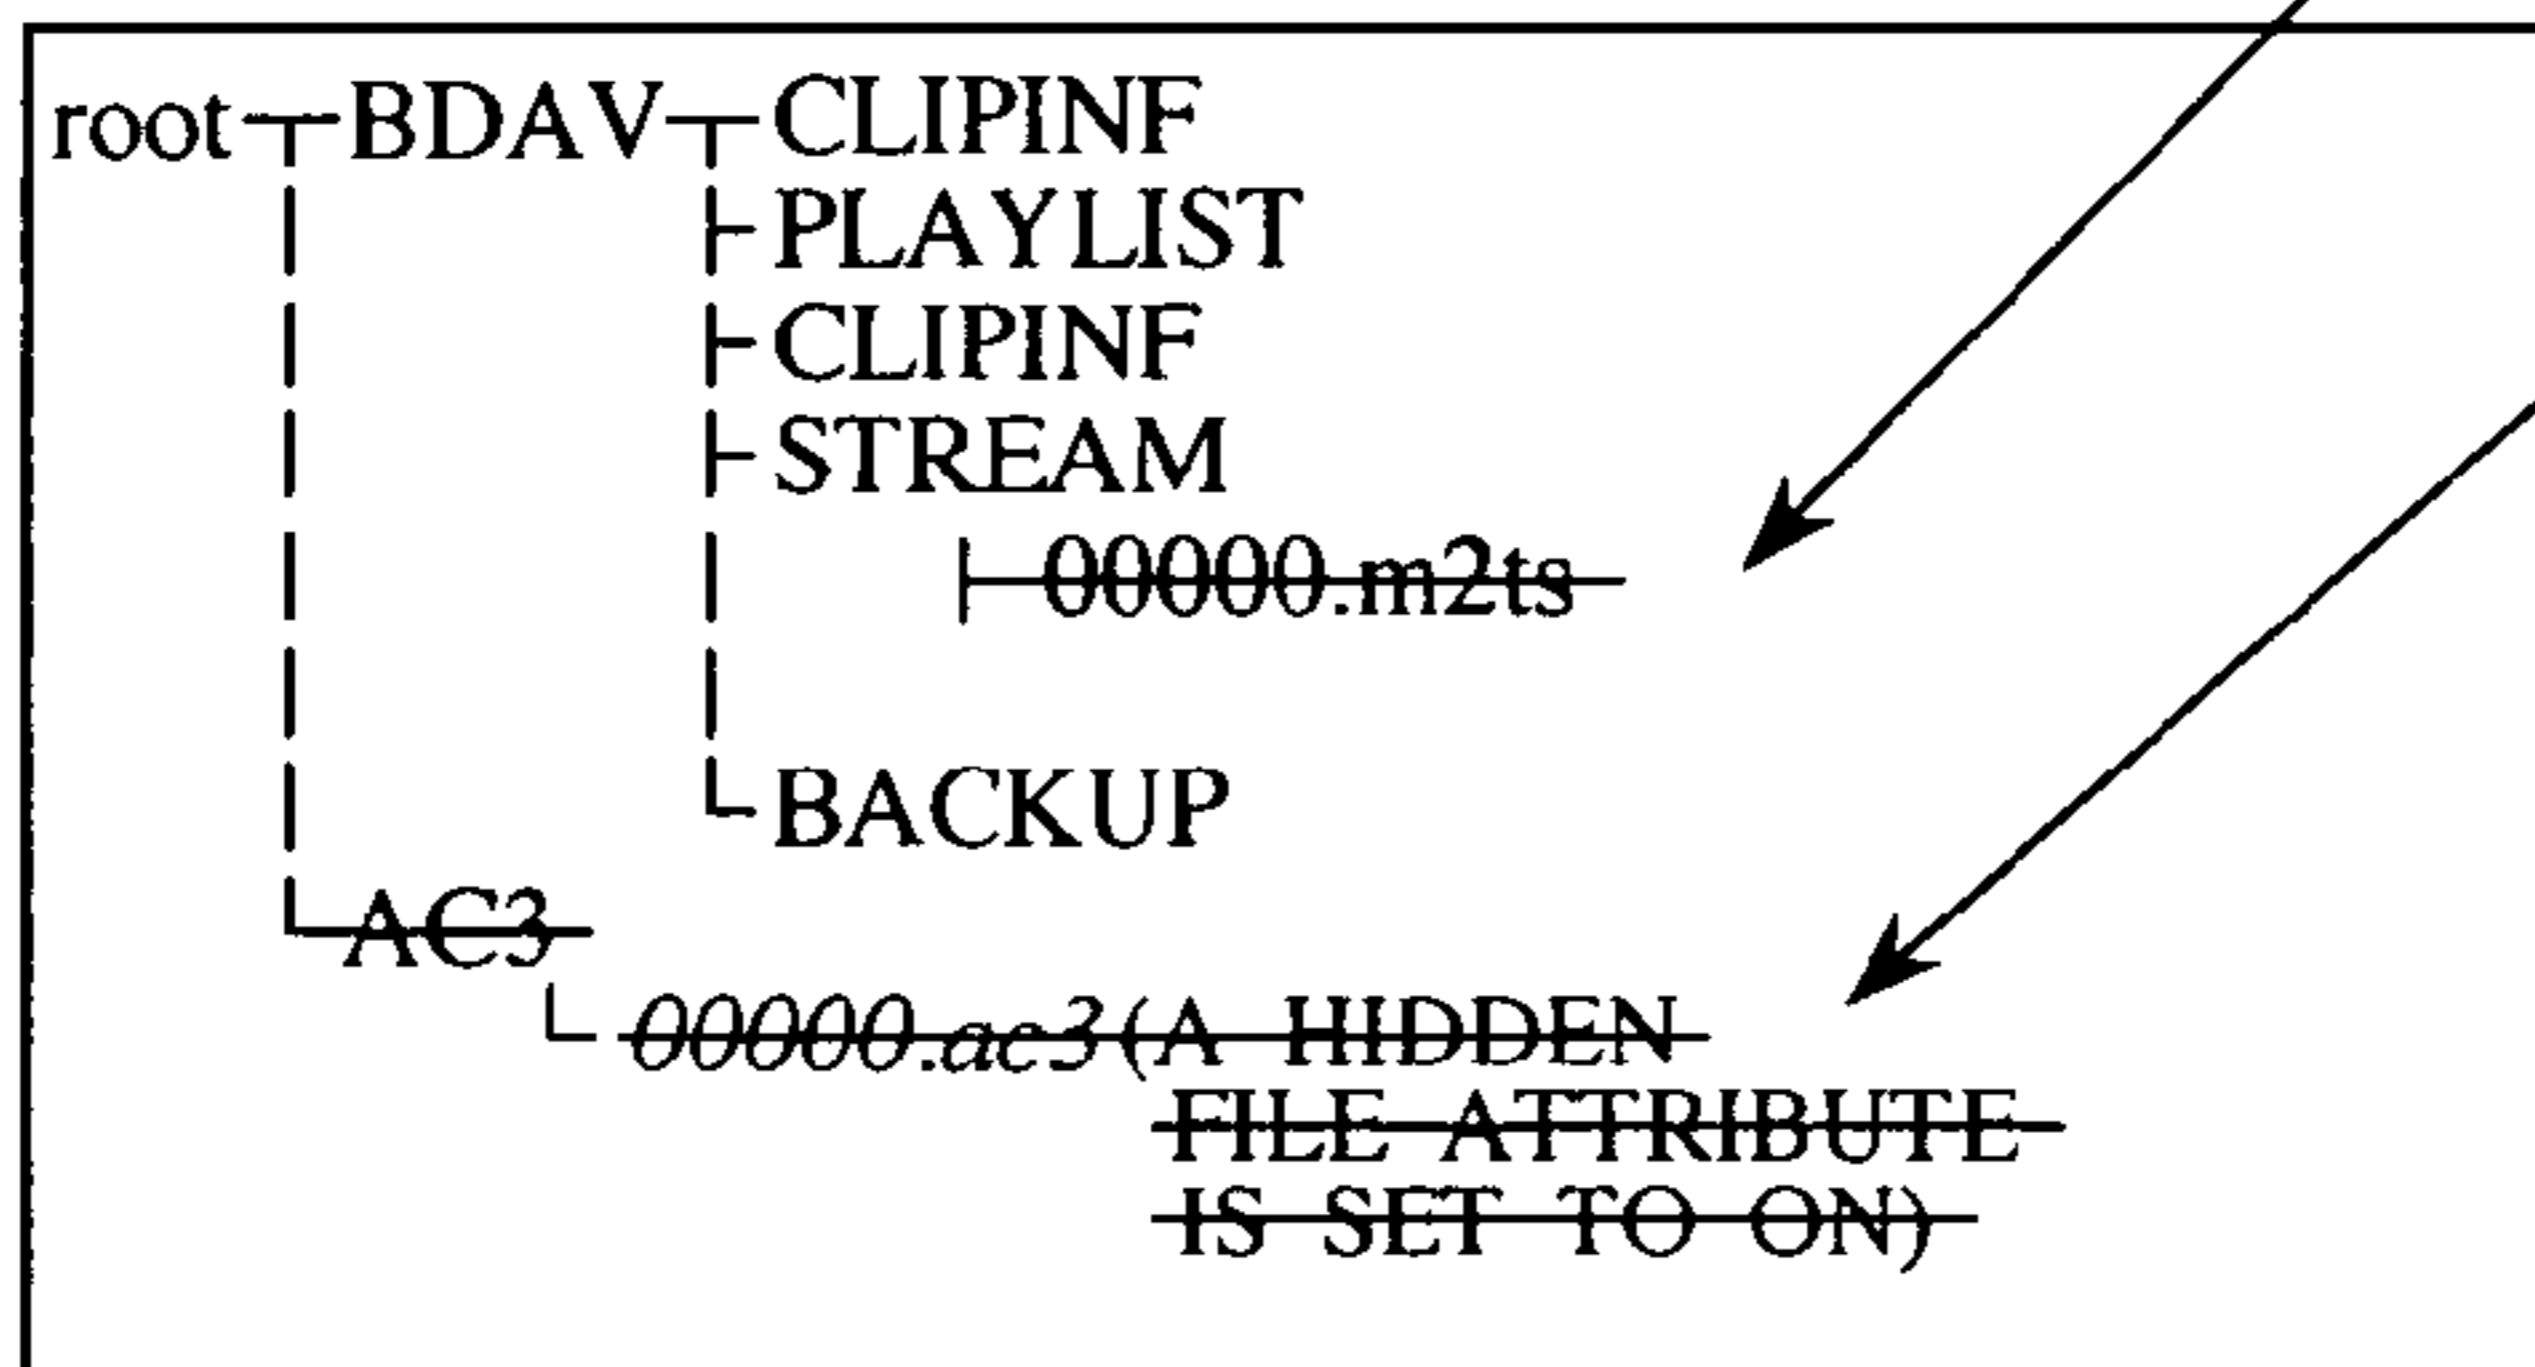 root BDAV CLIPINF
PLAYLIST
CLIPINF
STREAM
00000.m2ts
BACKUP
AC3
00000.ac3(A HIDDEN
FILE ATTRIBUTE
IS SET TO ON)